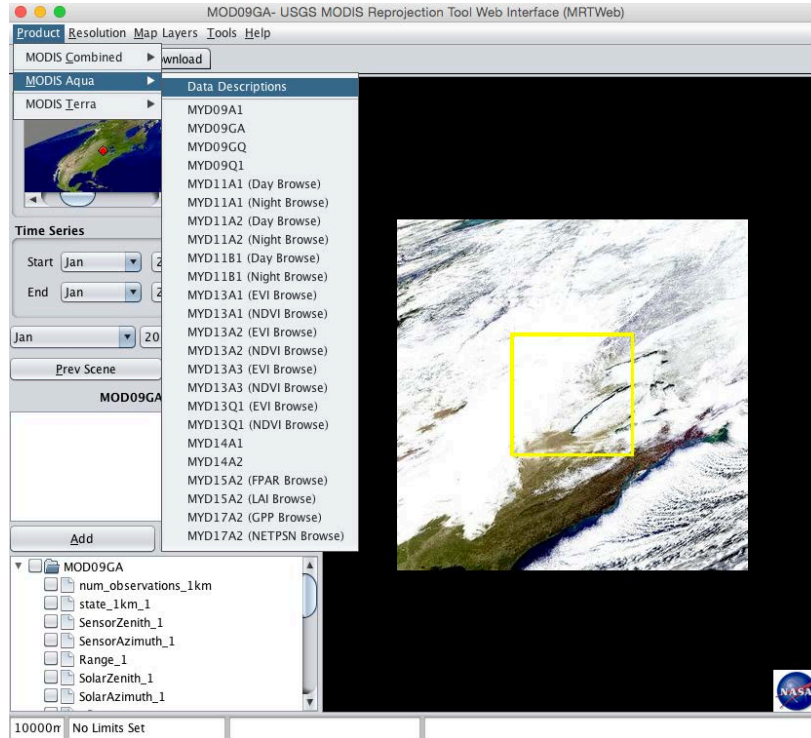 MOD09GA- USGS MODIS Reprojection Tool Web Interface (MRTWeb)
Product Resolution Map Layers Tools Help
MODIS Combined
MODIS Aqua
MODIS Terra
wnload
Data Descriptions
MYD09A1
MYD09GA
MYD09GQ
MYD09Q1
MYD11A1 (Day Browse)
MYD11A1 (Night Browse)
MYD11A2 (Day Browse)
MYD11A2 (Night Browse)
MYD11B1 (Day Browse)
MYD11B1 (Night Browse)
MYD13A1 (EVI Browse)
MYD13A1 (NDVI Browse)
MYD13A2 (EVI Browse)
MYD13A2 (NDVI Browse)
MYD13A3 (EVI Browse)
MYD13A3 (NDVI Browse)
MYD13Q1 (EVI Browse)
MYD13Q1 (NDVI Browse)
MYD14A1
MYD14A2
MYD15A2 (FPAR Browse)
MYD15A2 (LAI Browse)
MYD17A2 (GPP Browse)
MYD17A2 (NETPSN Browse)
Time Series
Start Jan 2
End Jan 2
Jan 20
Prev Scene
MOD09GA
Add
MOD09GA
num_observations_1km
state_1km_1
SensorZenith_1
SensorAzimuth_1
Range_1
SolarZenith_1
SolarAzimuth_1
NASA
10000m No Limits Set